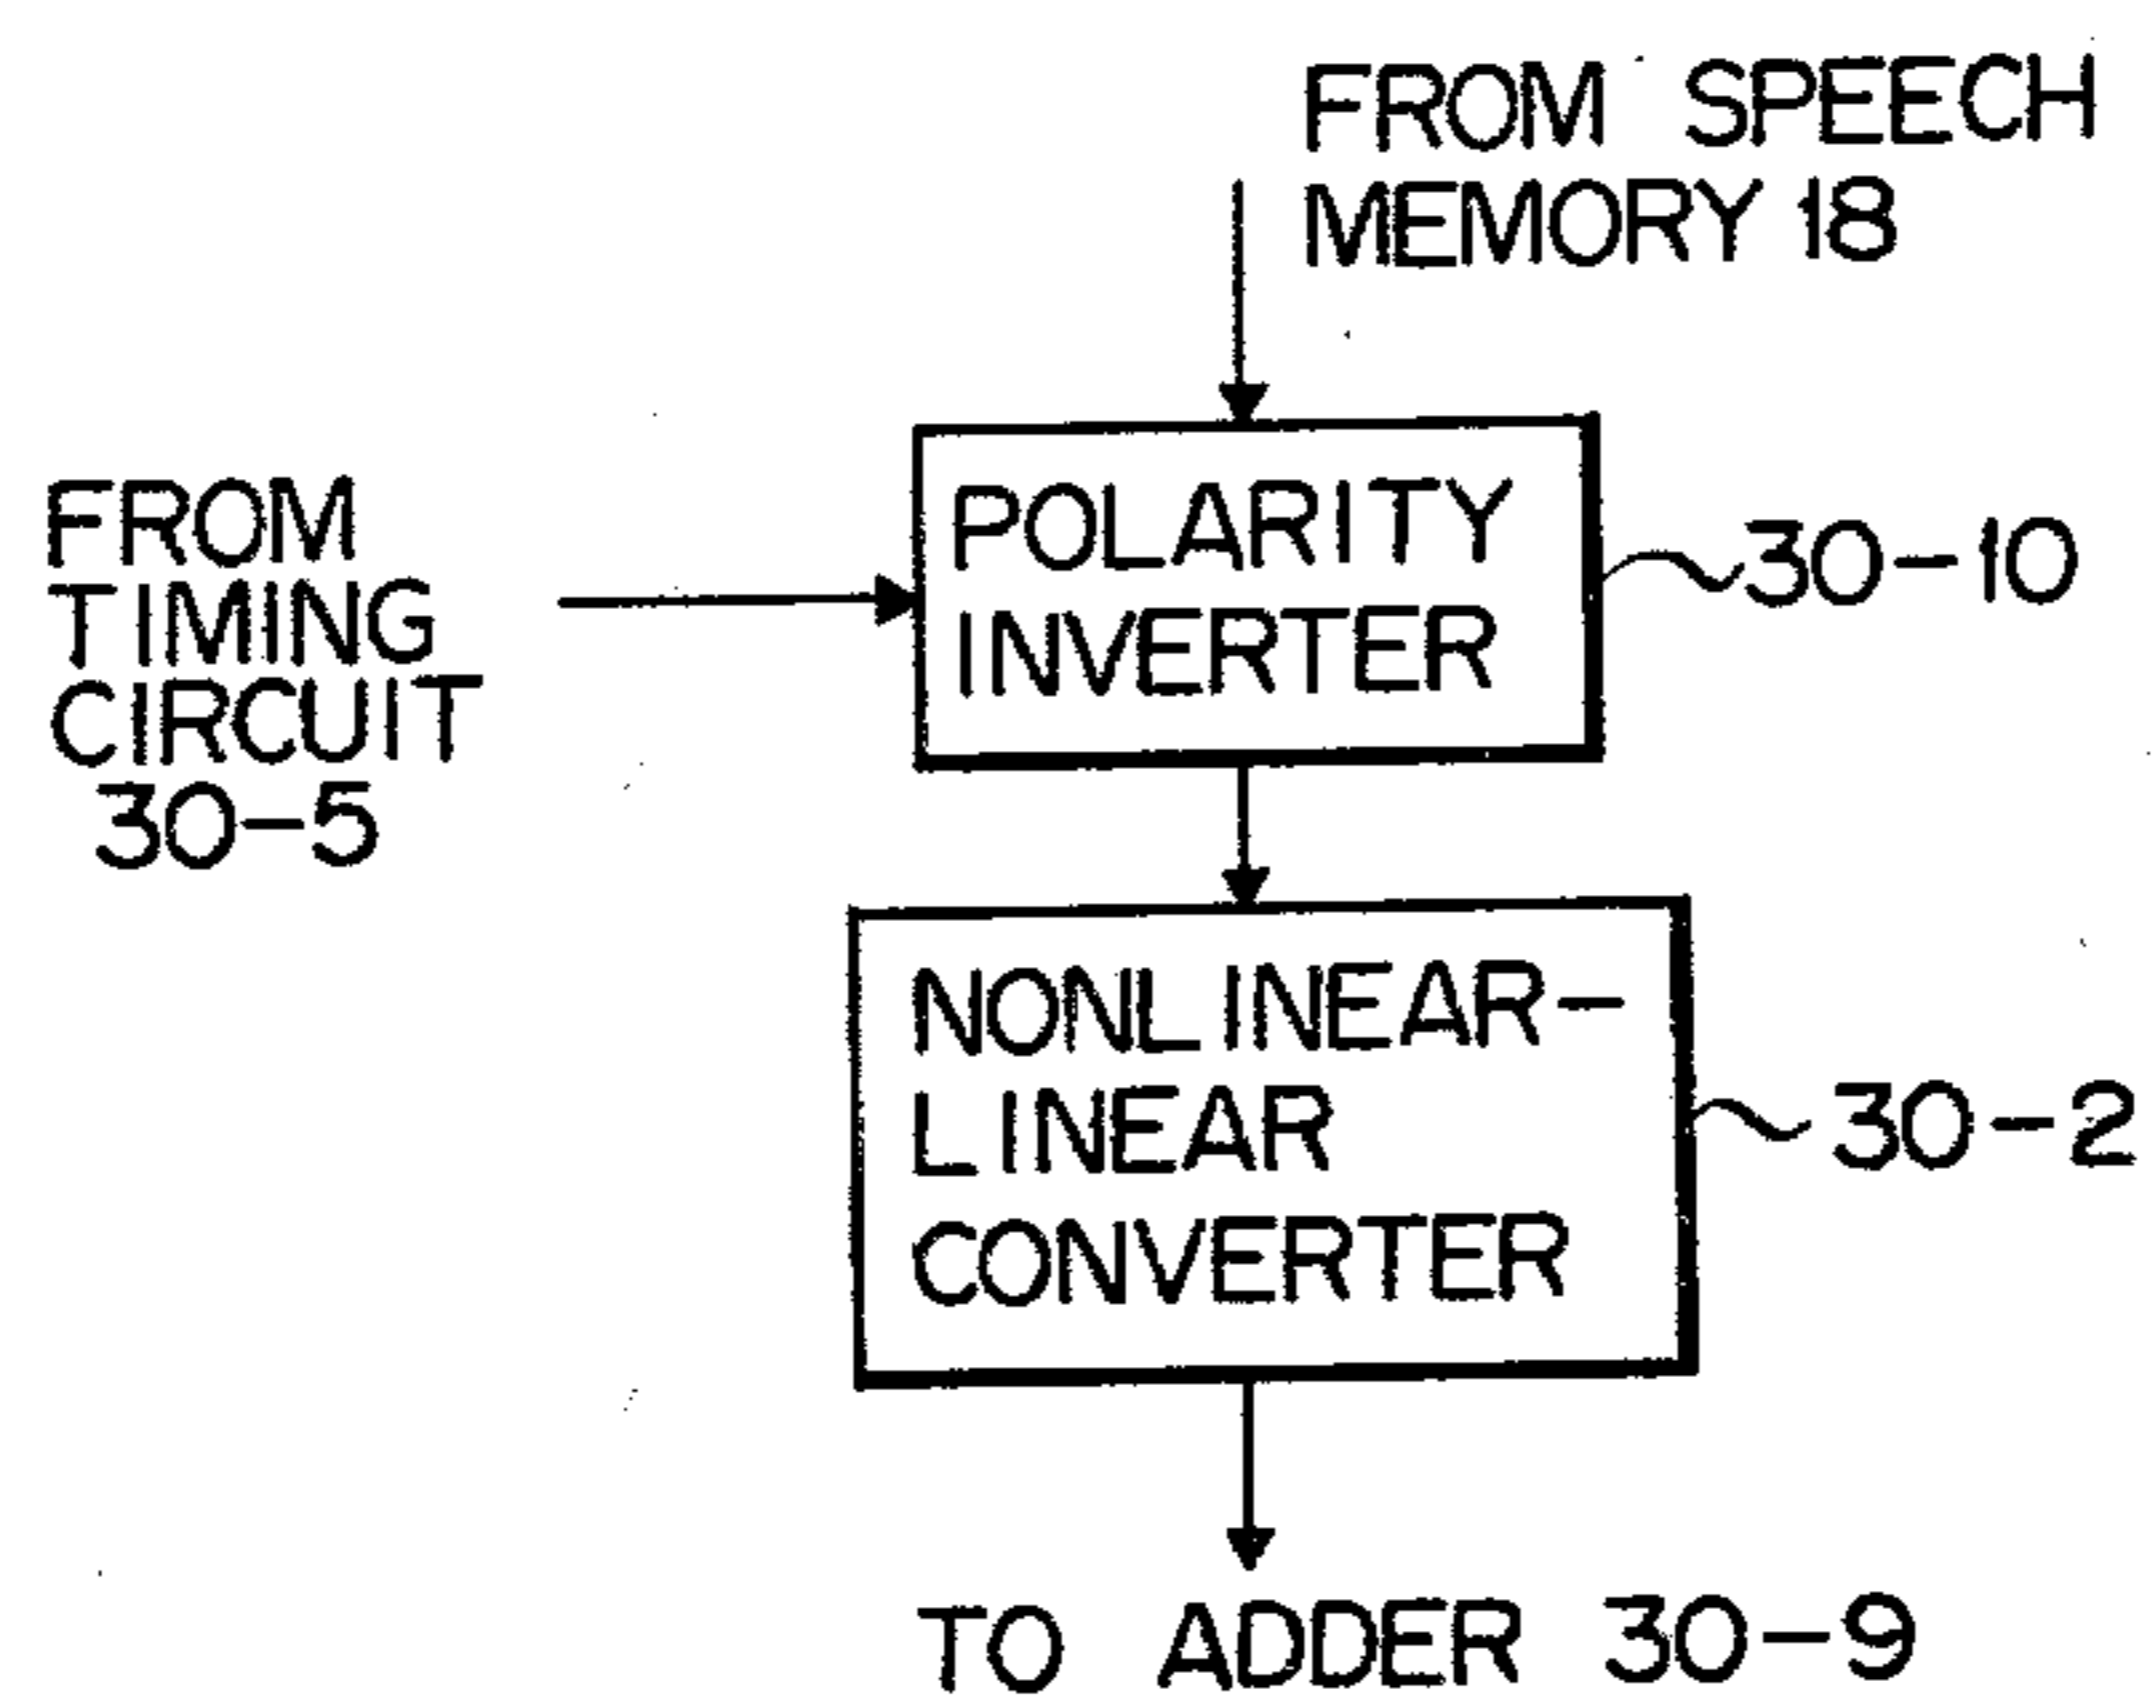 FROM SPEECH
MEMORY 18
FROM
TIMING
CIRCUIT
30-5
POLARITY
INVERTER
30-10
NONLINEAR-
LINEAR
CONVERTER
30-2
TO ADDER 30-9